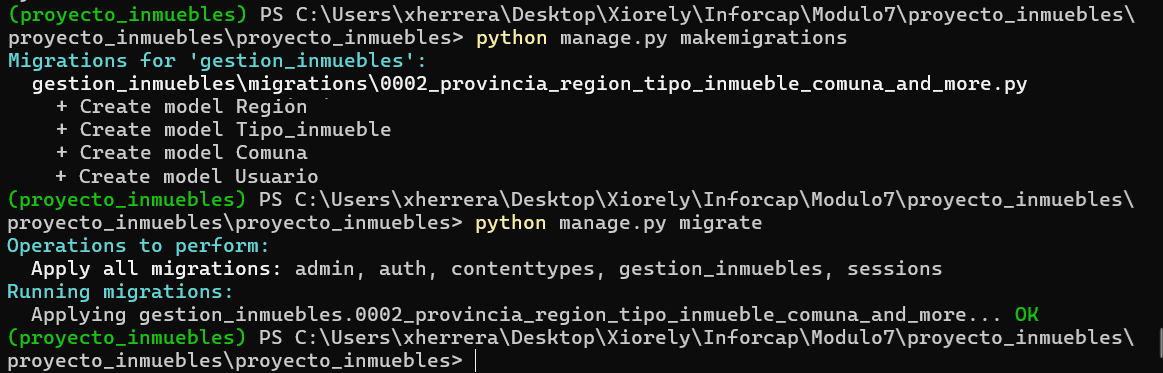 (proyecto_inmuebles) PS C:\Users\xherrera\Desktop\Xiorely\Inforcap\Modulo7\proyecto_inmuebles\
proyecto_inmuebles\proyecto_inmuebles> python manage.py makemigrations
Migrations for 'gestion_inmuebles':
  gestion_inmuebles\migrations\0002_provincia_region_tipo_inmueble_comuna_and_more.py
    + Create model Region
    + Create model Tipo_inmueble
    + Create model Comuna
    + Create model Usuario
(proyecto_inmuebles) PS C:\Users\xherrera\Desktop\Xiorely\Inforcap\Modulo7\proyecto_inmuebles\
proyecto_inmuebles\proyecto_inmuebles> python manage.py migrate
Operations to perform:
  Apply all migrations: admin, auth, contenttypes, gestion_inmuebles, sessions
Running migrations:
  Applying gestion_inmuebles.0002_provincia_region_tipo_inmueble_comuna_and_more... OK
(proyecto_inmuebles) PS C:\Users\xherrera\Desktop\Xiorely\Inforcap\Modulo7\proyecto_inmuebles\
proyecto_inmuebles\proyecto_inmuebles>